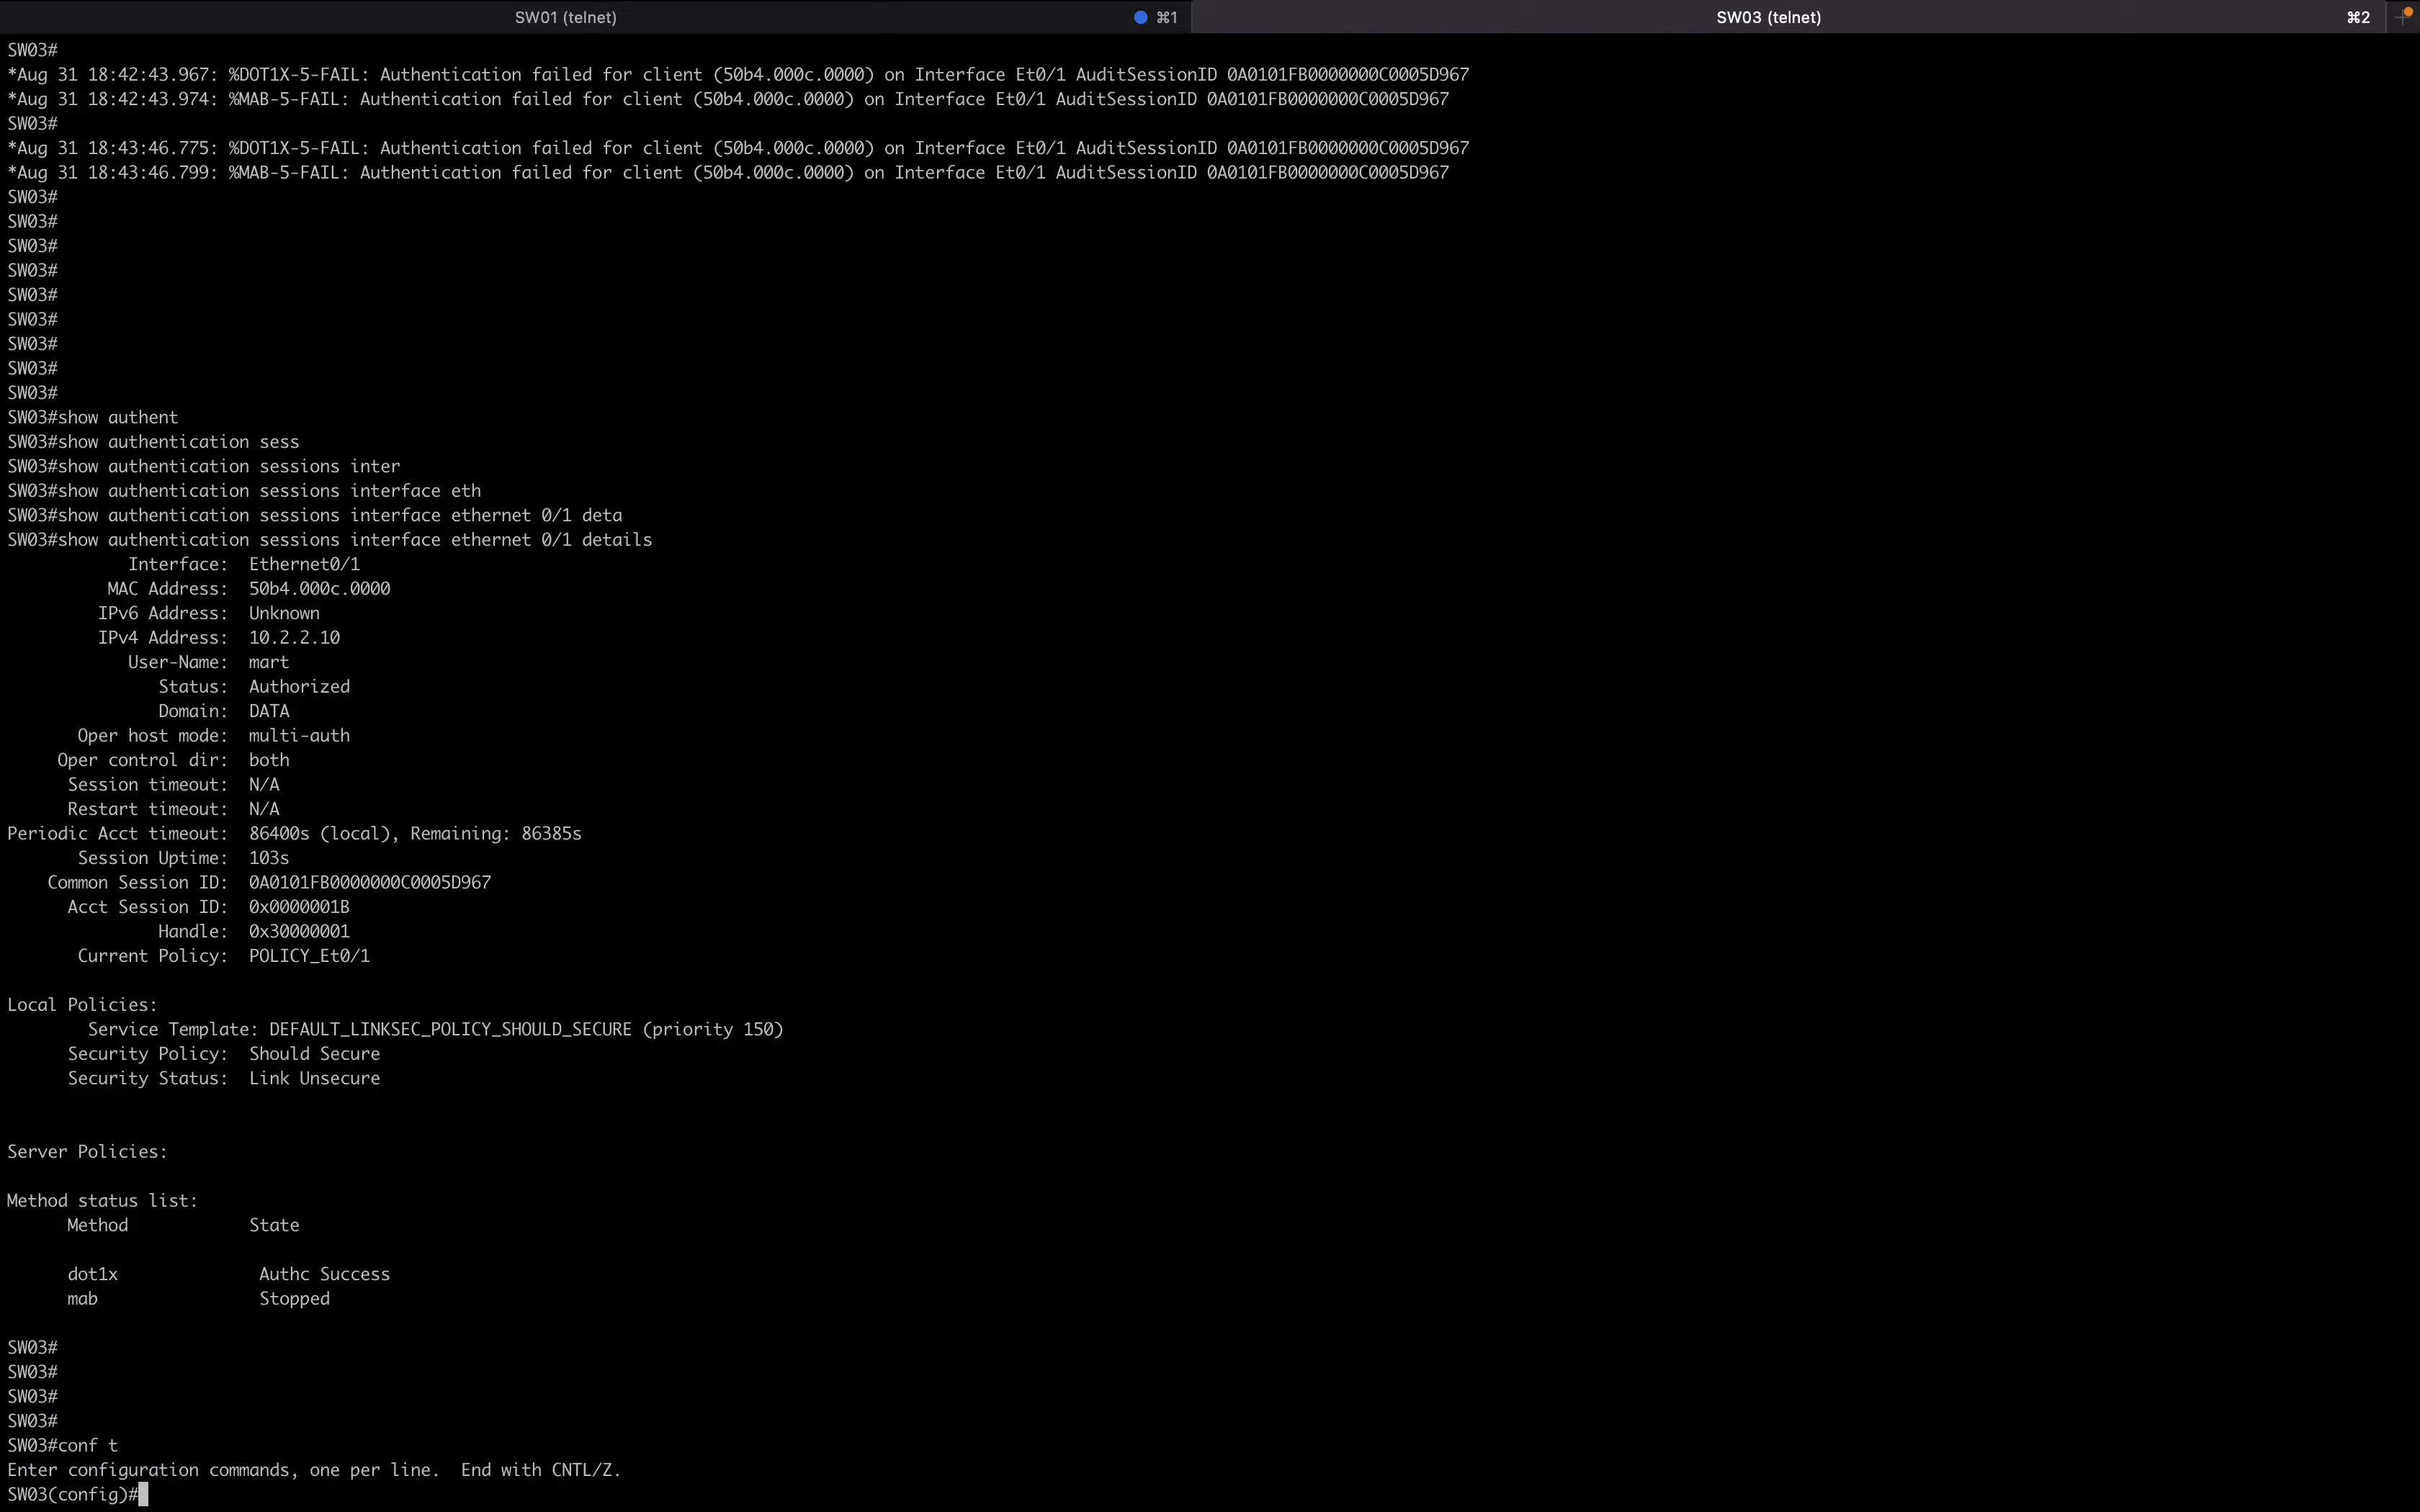 SW01 (telnet) ⌘1 SW03 (telnet) ⌘2
SW03#
*Aug 31 18:42:43.967: %DOT1X-5-FAIL: Authentication failed for client (50b4.000c.0000) on Interface Et0/1 AuditSessionID 0A0101FB0000000C0005D967
*Aug 31 18:42:43.974: %MAB-5-FAIL: Authentication failed for client (50b4.000c.0000) on Interface Et0/1 AuditSessionID 0A0101FB0000000C0005D967
SW03#
*Aug 31 18:43:46.775: %DOT1X-5-FAIL: Authentication failed for client (50b4.000c.0000) on Interface Et0/1 AuditSessionID 0A0101FB0000000C0005D967
*Aug 31 18:43:46.799: %MAB-5-FAIL: Authentication failed for client (50b4.000c.0000) on Interface Et0/1 AuditSessionID 0A0101FB0000000C0005D967
SW03#
SW03#
SW03#
SW03#
SW03#
SW03#
SW03#
SW03#
SW03#
SW03#show authent
SW03#show authentication sess
SW03#show authentication sessions inter
SW03#show authentication sessions interface eth
SW03#show authentication sessions interface ethernet 0/1 deta
SW03#show authentication sessions interface ethernet 0/1 details
Interface: Ethernet0/1
MAC Address: 50b4.000c.0000
IPv6 Address: Unknown
IPv4 Address: 10.2.2.10
User-Name: mart
Status: Authorized
Domain: DATA
Oper host mode: multi-auth
Oper control dir: both
Session timeout: N/A
Restart timeout: N/A
Periodic Acct timeout: 86400s (local), Remaining: 86385s
Session Uptime: 103s
Common Session ID: 0A0101FB0000000C0005D967
Acct Session ID: 0x0000001B
Handle: 0x30000001
Current Policy: POLICY_Et0/1
Local Policies:
Service Template: DEFAULT_LINKSEC_POLICY_SHOULD_SECURE (priority 150)
Security Policy: Should Secure
Security Status: Link Unsecure
Server Policies:
Method status list:
Method State
dot1x Authc Success
mab Stopped
SW03#
SW03#
SW03#
SW03#
SW03#conf t
Enter configuration commands, one per line. End with CNTL/Z.
SW03(config)#